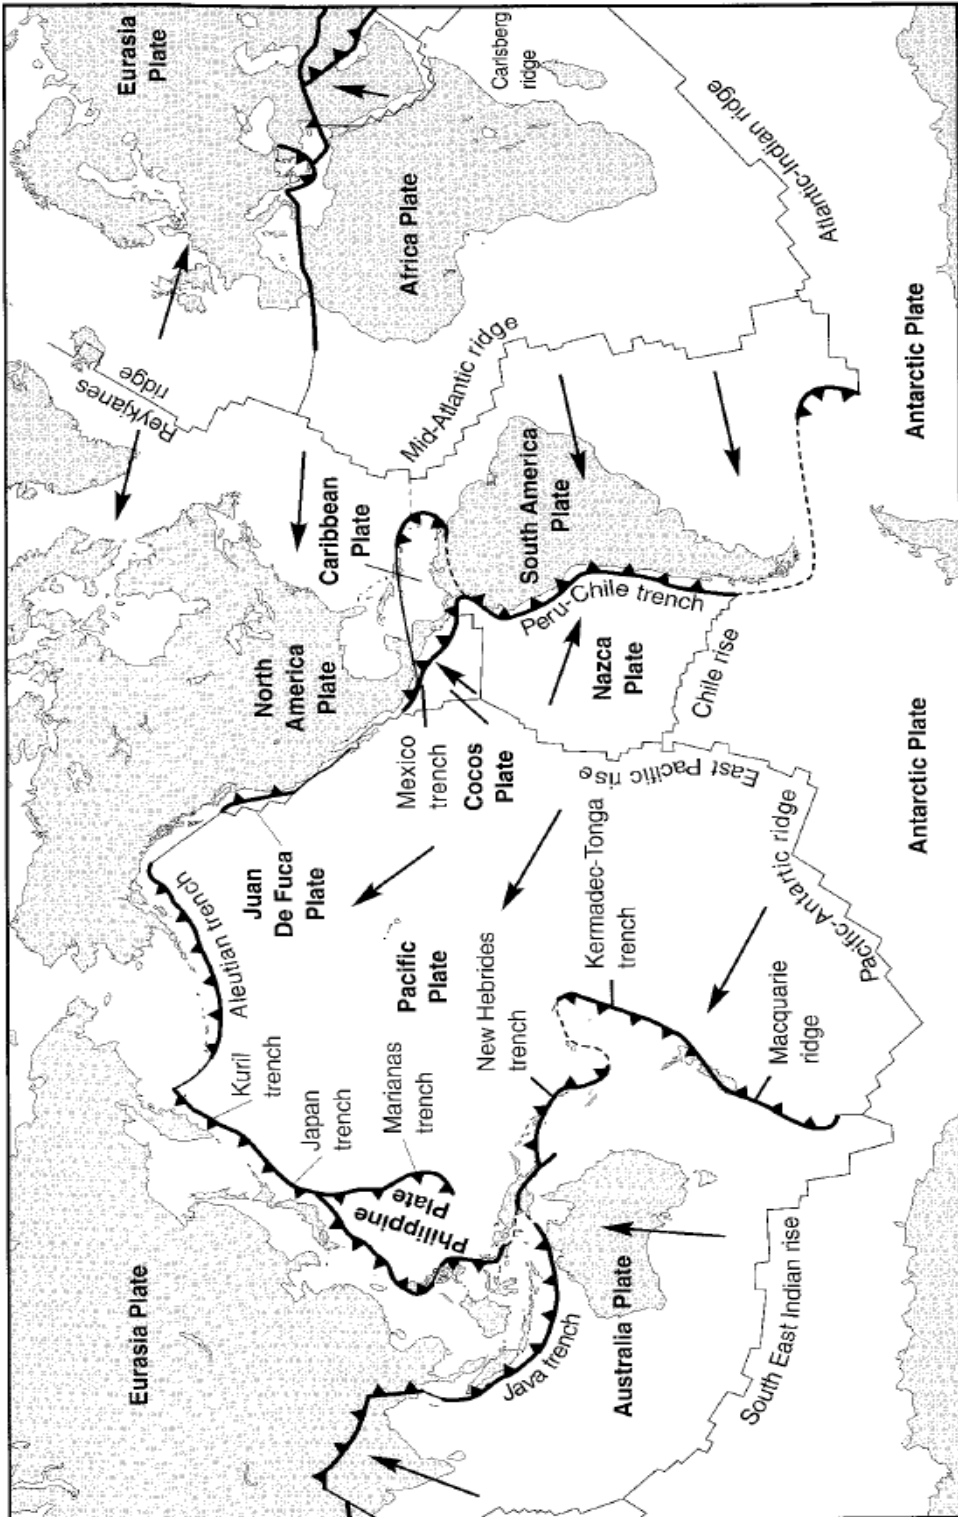 Eurasia Plate
Eurasia
Plate
Reykjanes
ridge
Aleutian trench
Kuril
trench
Juan
De Fuca
Plate
North
America
Plate
Japan
trench
Caribbean
Plate
Philippine
Plate
Marianas
trench
Pacific
Plate
Mexico
trench
Africa Plate
Cocos
Plate
Mid-Atlantic ridge
Carlsberg
ridge
New Hebrides
trench
South America
Plate
Java trench
Kermadec-Tonga
trench
Peru-Chile trench
Nazca
Plate
Australia Plate
East Pacific rise
Chile rise
Atlantic-Indian ridge
Atlantic
South East Indian rise
Macquarie
ridge
Pacific-Antartic ridge
Antarctic Plate
Antarctic Plate